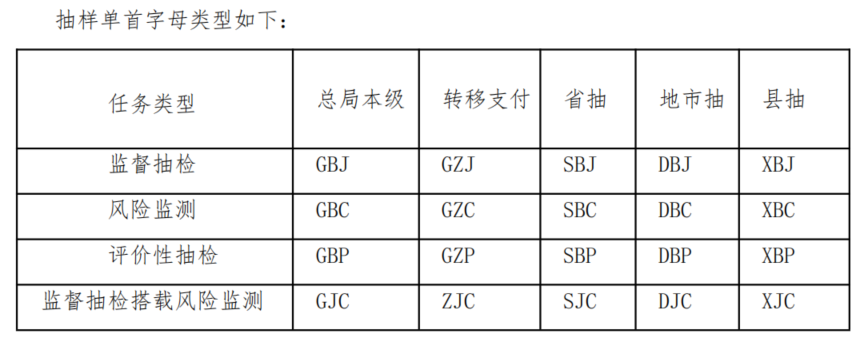 抽样单首字母类型如下：
任务类型 总局本级 转移支付 省抽 地市抽 县抽
监督抽检 GBJ GZJ SBJ DBJ XBJ
风险监测 GBC GZC SBC DBC XBC
评价性抽检 GBP GZP SBP DBP XBP
监督抽检搭载风险监测 GJC ZJC SJC DJC XJC